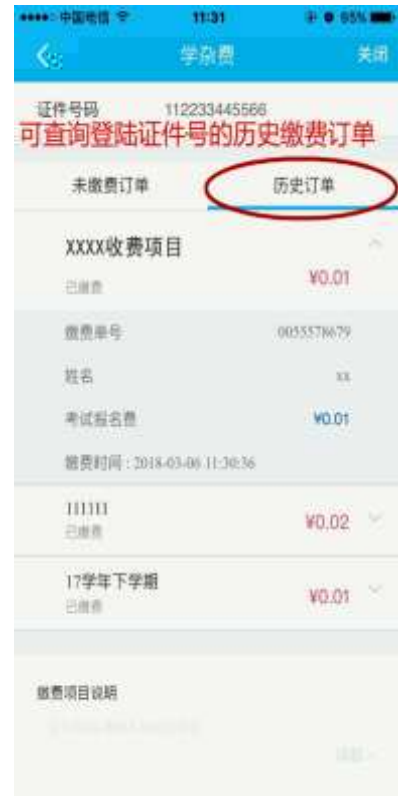 中国电信 11:31 95%
学杂费 关闭
证件号码 112233445566
可查询登陆证件号的历史缴费订单
未缴费订单 历史订单
XXXX收费项目
已缴费 ¥0.01
缴费单号 0055578679
姓名 xx
考试报名费 ¥0.01
缴费时间：2018-03-06 11:30:36
111111
已缴费 ¥0.02
17学年下学期
已缴费 ¥0.01
缴费项目说明